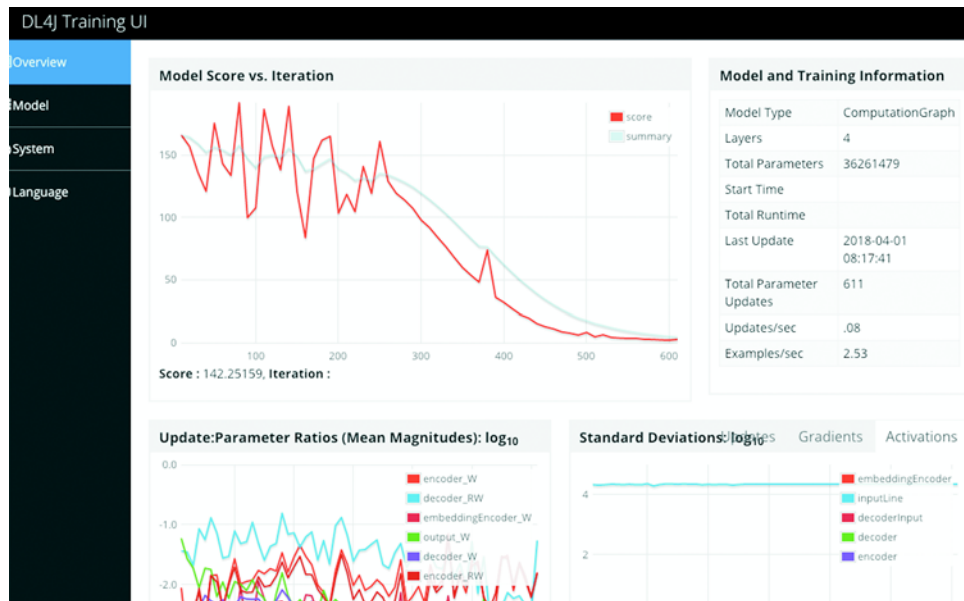 DL4J Training UI
Overview
Model
System
Language
Model Score vs. Iteration
score
summary
150
100
50
0
100 200 300 400 500 600
Score : 142.25159, Iteration :
Model and Training Information
Model Type ComputationGraph
Layers 4
Total Parameters 36261479
Start Time
Total Runtime
Last Update 2018-04-01
08:17:41
Total Parameter
Updates 611
Updates/sec .08
Examples/sec 2.53
Update:Parameter Ratios (Mean Magnitudes): log10
0.0
-1.0
-2.0
encoder_W
decoder_RW
embeddingEncoder_W
output_W
decoder_W
encoder_RW
Standard Deviations: log10 Updates Gradients Activations
4
2
embeddingEncoder
inputLine
decoderInput
decoder
encoder